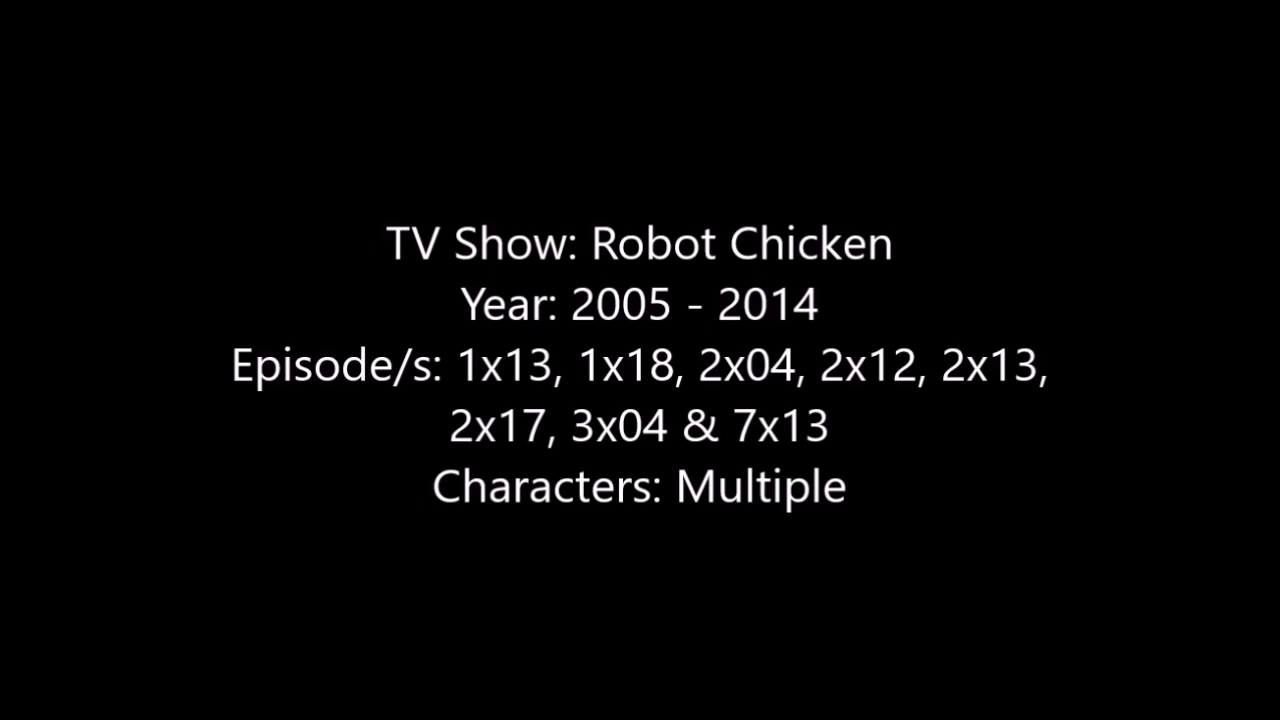 TV Show: Robot Chicken
Year: 2005 - 2014
Episode/s: 1x13, 1x18, 2x04, 2x12, 2x13,
2x17, 3x04 & 7x13
Characters: Multiple